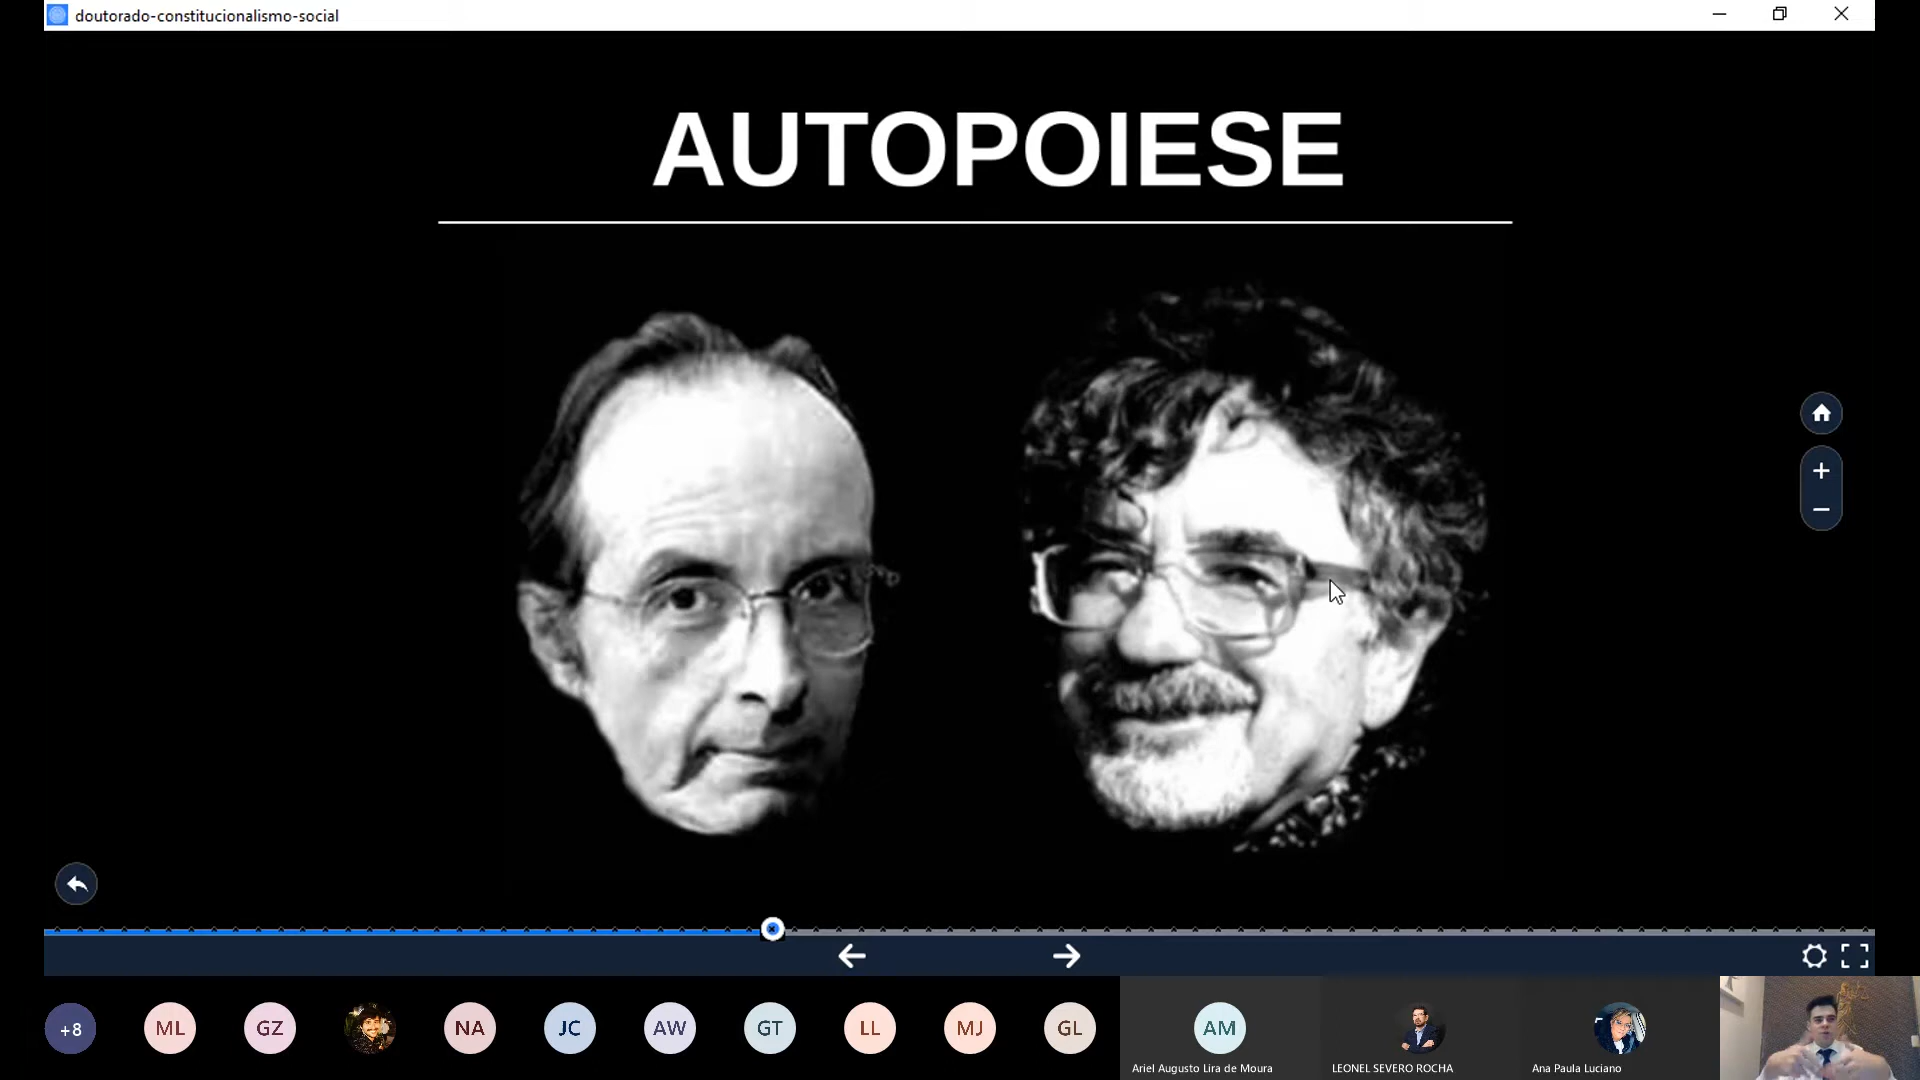 doutorado-constitucionalismo-social
AUTOPOIESE
+8
ML
GZ
NA
JC
AW
GT
LL
MJ
GL
AM
Ariel Augusto Lira de Moura
LEONEL SEVERO ROCHA
Ana Paula Luciano